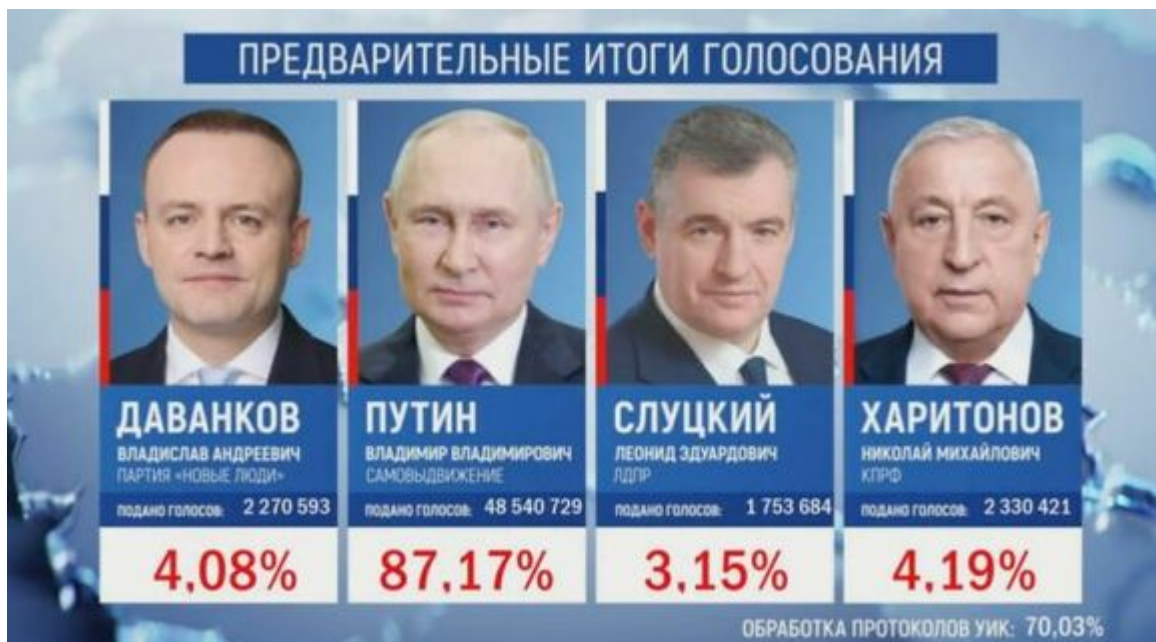 ПРЕДВАРИТЕЛЬНЫЕ ИТОГИ ГОЛОСОВАНИЯ
ДАВАНКОВ
ВЛАДИСЛАВ АНДРЕЕВИЧ
ПАРТИЯ «НОВЫЕ ЛЮДИ»
ПОДАНО ГОЛОСОВ: 2 270 593
4,08%
ПУТИН
ВЛАДИМИР ВЛАДИМИРОВИЧ
САМОВЫДВИЖЕНИЕ
ПОДАНО ГОЛОСОВ: 48 540 729
87,17%
СЛУЦКИЙ
ЛЕОНИД ЭДУАРДОВИЧ
ЛДПР
ПОДАНО ГОЛОСОВ: 1 753 684
3,15%
ХАРИТОНОВ
НИКОЛАЙ МИХАЙЛОВИЧ
КПРФ
ПОДАНО ГОЛОСОВ: 2 330 421
4,19%
ОБРАБОТКА ПРОТОКОЛОВ УИК: 70,03%